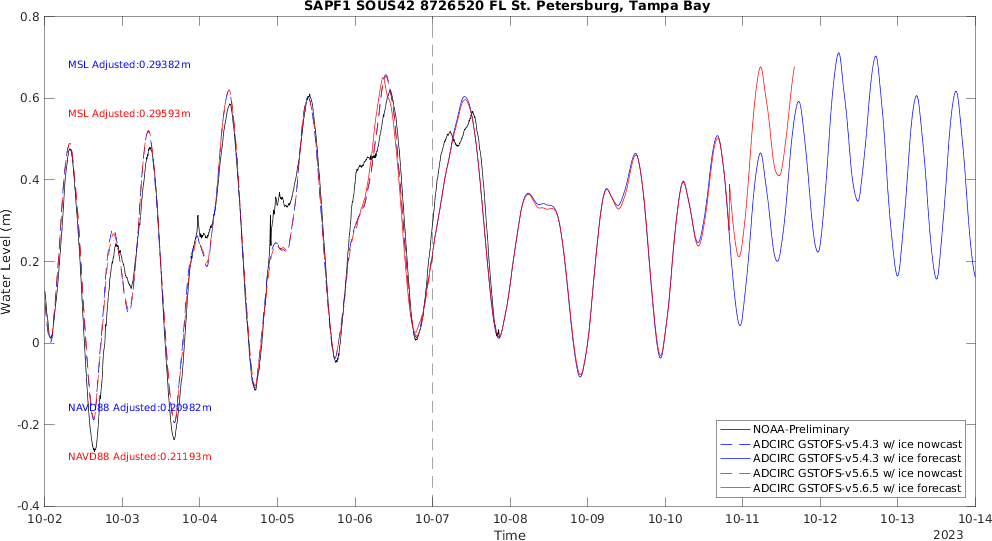 SAPF1 SOUS42 8726520 FL St. Petersburg, Tampa Bay
0.8
MSL Adjusted:0.29382m
0.6
MSL Adjusted:0.29593m
0.4
Water Level (m)
0.2
0
NAVD88 Adjusted:0.20982m
-0.2
NAVD88 Adjusted:0.21193m
-0.4
NOAA-Preliminary
ADCIRC GSTOFS-v5.4.3 w/ ice nowcast
ADCIRC GSTOFS-v5.4.3 w/ ice forecast
ADCIRC GSTOFS-v5.6.5 w/ ice nowcast
ADCIRC GSTOFS-v5.6.5 w/ ice forecast
10-02 10-03 10-04 10-05 10-06 10-07 10-08 10-09 10-10 10-11 10-12 10-13 10-14
Time
2023